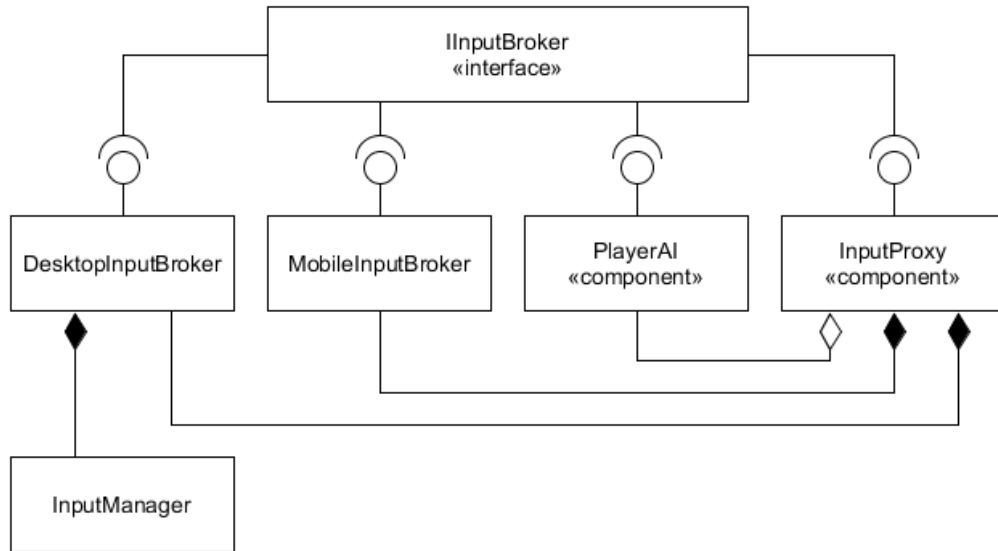 IInputBroker
«interface»
DesktopInputBroker
MobileInputBroker
PlayerAI
«component»
InputProxy
«component»
InputManager